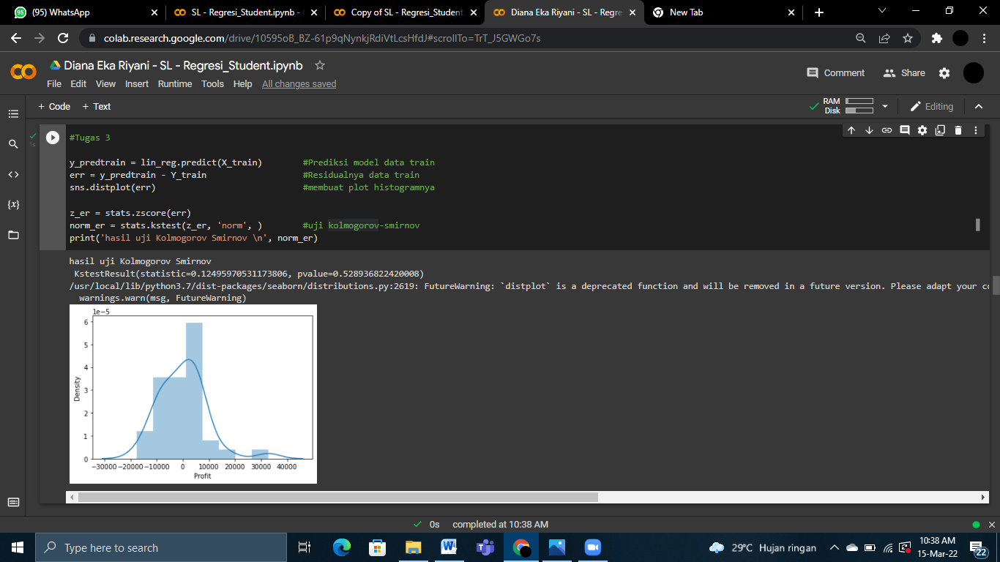 95 (95) WhatsApp
SL - Regresi_Student.ipynb -
Copy of SL - Regresi_Student
Diana Eka Riyani - SL - Regre
New Tab
colab.research.google.com/drive/10595oB_BZ-61p9qNynkjRdiVtLcsHfdJ#scrollTo=TrT_J5GWGo7s
Diana Eka Riyani - SL - Regresi_Student.ipynb
Comment
Share
File Edit View Insert Runtime Tools Help All changes saved
+ Code + Text
RAM
Disk
Editing
1s
#Tugas 3
y_predtrain = lin_reg.predict(X_train) #Prediksi model data train
err = y_predtrain - Y_train #Residualnya data train
sns.distplot(err) #membuat plot histogramnya
z_er = stats.zscore(err)
norm_er = stats.kstest(z_er, 'norm', ) #uji kolmogorov-smirnov
print('hasil uji Kolmogorov Smirnov \n', norm_er)
hasil uji Kolmogorov Smirnov
KstestResult(statistic=0.12495970531173806, pvalue=0.528936822420008)
/usr/local/lib/python3.7/dist-packages/seaborn/distributions.py:2619: FutureWarning: `distplot` is a deprecated function and will be removed in a future version. Please adapt your co
warnings.warn(msg, FutureWarning)
1e−5
6
5
4
3
2
1
0
Density
−30000 −20000 −10000 0 10000 20000 30000 40000
Profit
0s completed at 10:38 AM
Type here to search
29°C Hujan ringan
10:38 AM
15-Mar-22
22